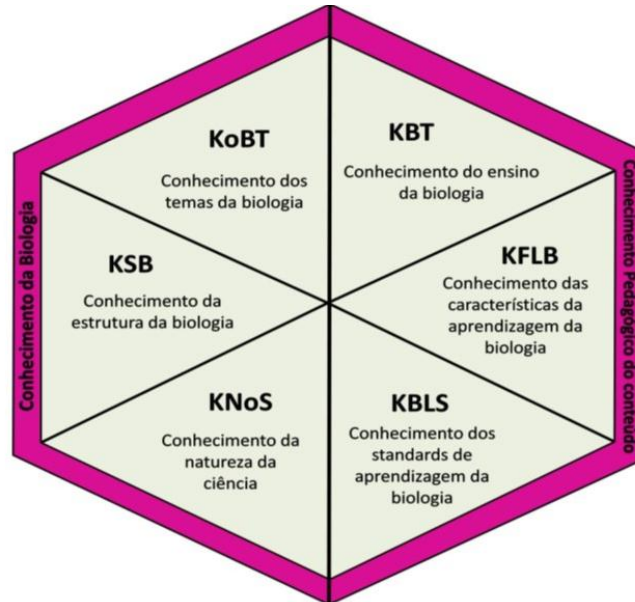 KoBT
Conhecimento dos
temas da biologia
KBT
Conhecimento do ensino
da biologia
KSB
Conhecimento da
estrutura da biologia
KFLB
Conhecimento das
características da
aprendizagem da
biologia
KNoS
Conhecimento da
natureza da
ciência
KBLS
Conhecimento dos
standards de
aprendizagem da
biologia
Conhecimento da Biologia
Conhecimento Pedagógico do conteúdo